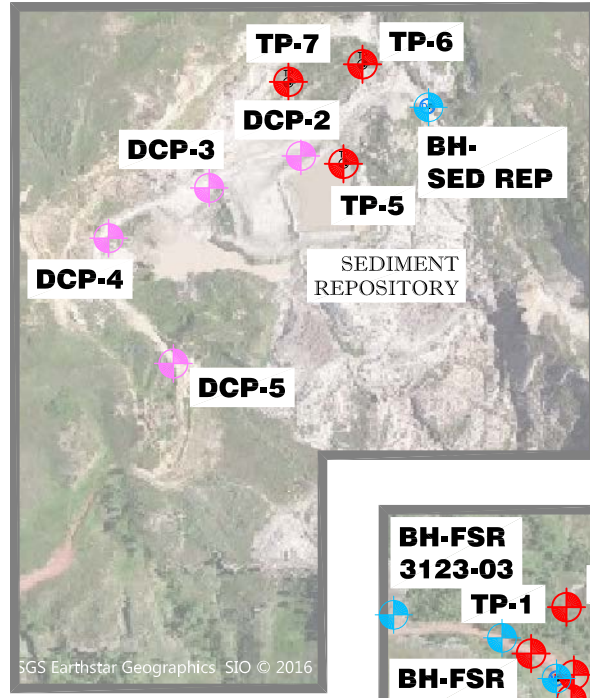 TP-7
TP-6
DCP-2
DCP-3
BH-
SED REP
TP-5
DCP-4
SEDIMENT
REPOSITORY
DCP-5
BH-FSR
3123-03
TP-1
BH-FSR
SGS Earthstar Geographics SIO © 2016